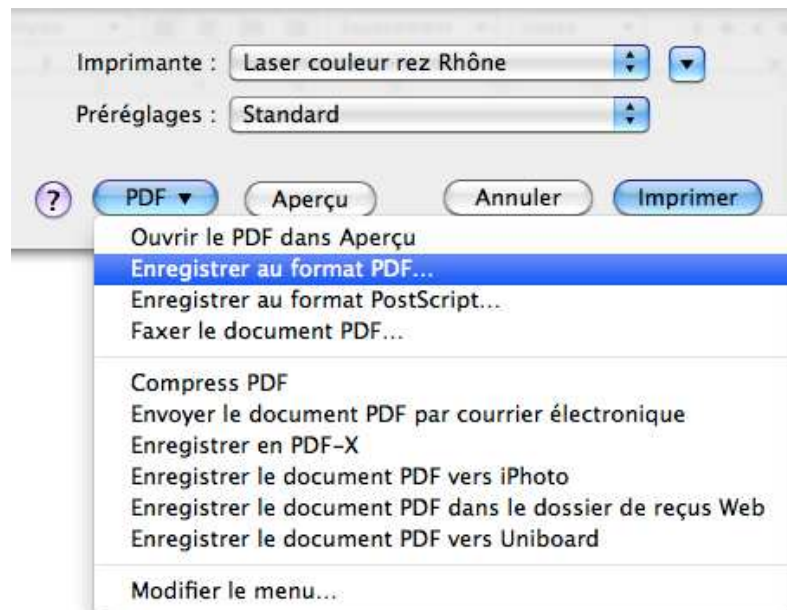 Imprimante : Laser couleur rez Rhône
Préréglages : Standard
? PDF ▼ Aperçu Annuler Imprimer
Ouvrir le PDF dans Aperçu
Enregistrer au format PDF...
Enregistrer au format PostScript...
Faxer le document PDF...
Compress PDF
Envoyer le document PDF par courrier électronique
Enregistrer en PDF-X
Enregistrer le document PDF vers iPhoto
Enregistrer le document PDF dans le dossier de reçus Web
Enregistrer le document PDF vers Uniboard
Modifier le menu...